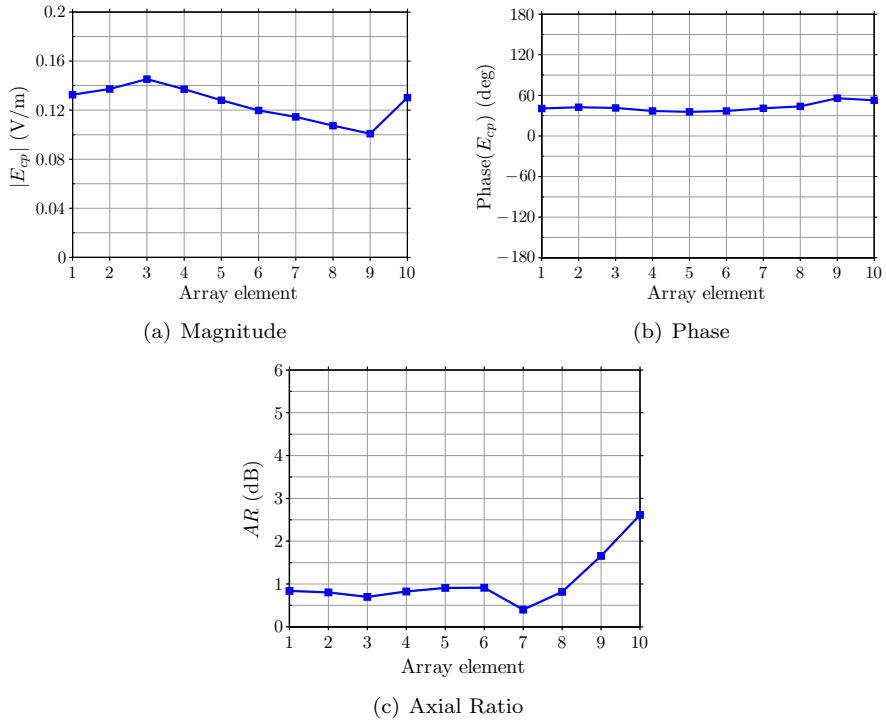 0.2
0.16
0.12
0.08
0.04
0
|E_cp| (V/m)
1 2 3 4 5 6 7 8 9 10
Array element
(a) Magnitude
180
120
60
0
−60
−120
−180
Phase(E_cp) (deg)
1 2 3 4 5 6 7 8 9 10
Array element
(b) Phase
6
5
4
3
2
1
0
AR (dB)
1 2 3 4 5 6 7 8 9 10
Array element
(c) Axial Ratio